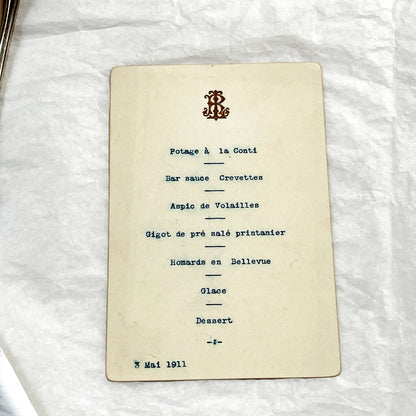 Potage à la Conti
Bar sauce Crevettes
Aspic de Volailles
Gigot de pré salé printanier
Homards en Bellevue
Glace
Dessert
3 Mai 1911